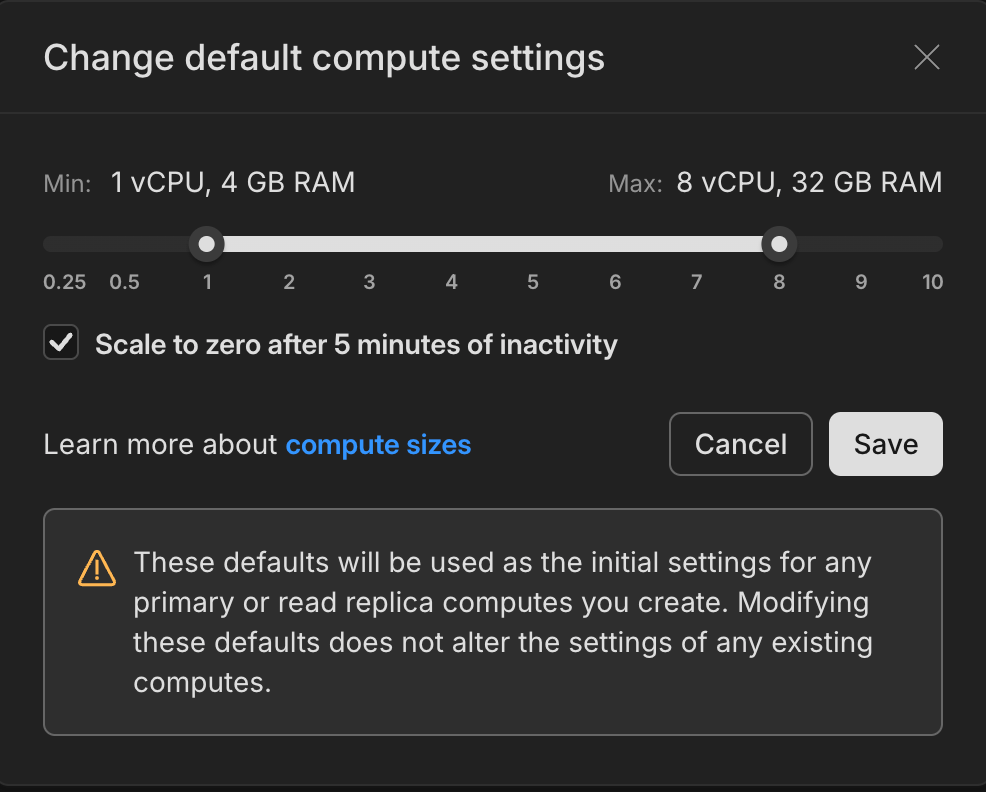 Change default compute settings
Min: 1 vCPU, 4 GB RAM Max: 8 vCPU, 32 GB RAM
0.25 0.5 1 2 3 4 5 6 7 8 9 10
Scale to zero after 5 minutes of inactivity
Learn more about compute sizes Cancel Save
These defaults will be used as the initial settings for any
primary or read replica computes you create. Modifying
these defaults does not alter the settings of any existing
computes.